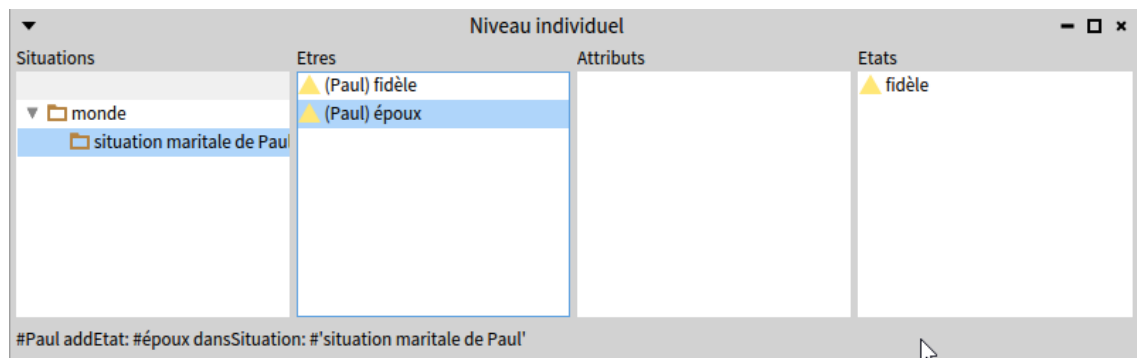 Niveau individuel
Situations Etres Attributs Etats
(Paul) fidèle fidèle
monde (Paul) époux
situation maritale de Paul
#Paul addEtat: #époux dansSituation: #'situation maritale de Paul'